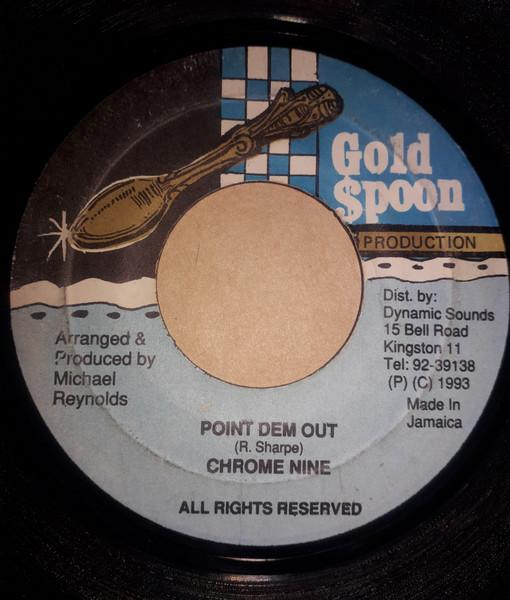 Gold
$poon
PRODUCTION
Dist. by:
Dynamic Sounds
15 Bell Road
Kingston 11
Tel: 92-39138
(P) (C) 1993
Made In
Jamaica
Arranged &
Produced by
Michael
Reynolds
POINT DEM OUT
(R. Sharpe)
CHROME NINE
ALL RIGHTS RESERVED